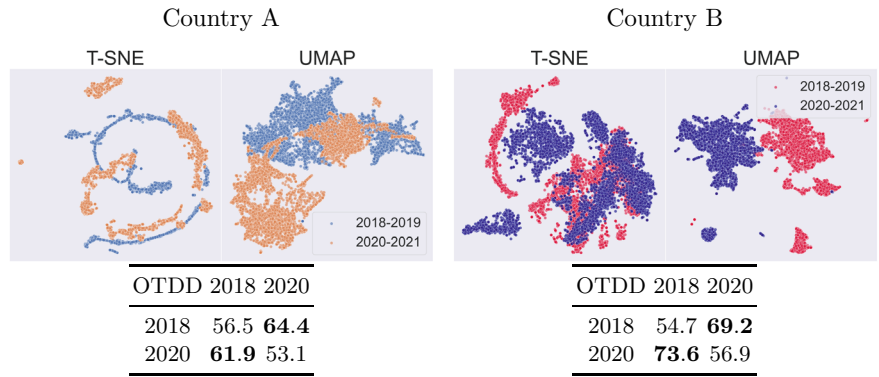 Country A
T-SNE UMAP
2018-2019
2020-2021
OTDD 2018 2020
2018 56.5 64.4
2020 61.9 53.1
Country B
T-SNE UMAP
2018-2019
2020-2021
OTDD 2018 2020
2018 54.7 69.2
2020 73.6 56.9